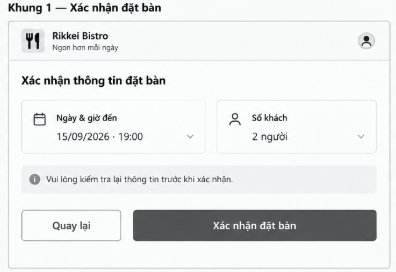 Khung 1 — Xác nhận đặt bàn
Rikkei Bistro
Ngon hơn mỗi ngày
Xác nhận thông tin đặt bàn
Ngày & giờ đến
15/09/2026 · 19:00
Số khách
2 người
Vui lòng kiểm tra lại thông tin trước khi xác nhận.
Quay lại
Xác nhận đặt bàn